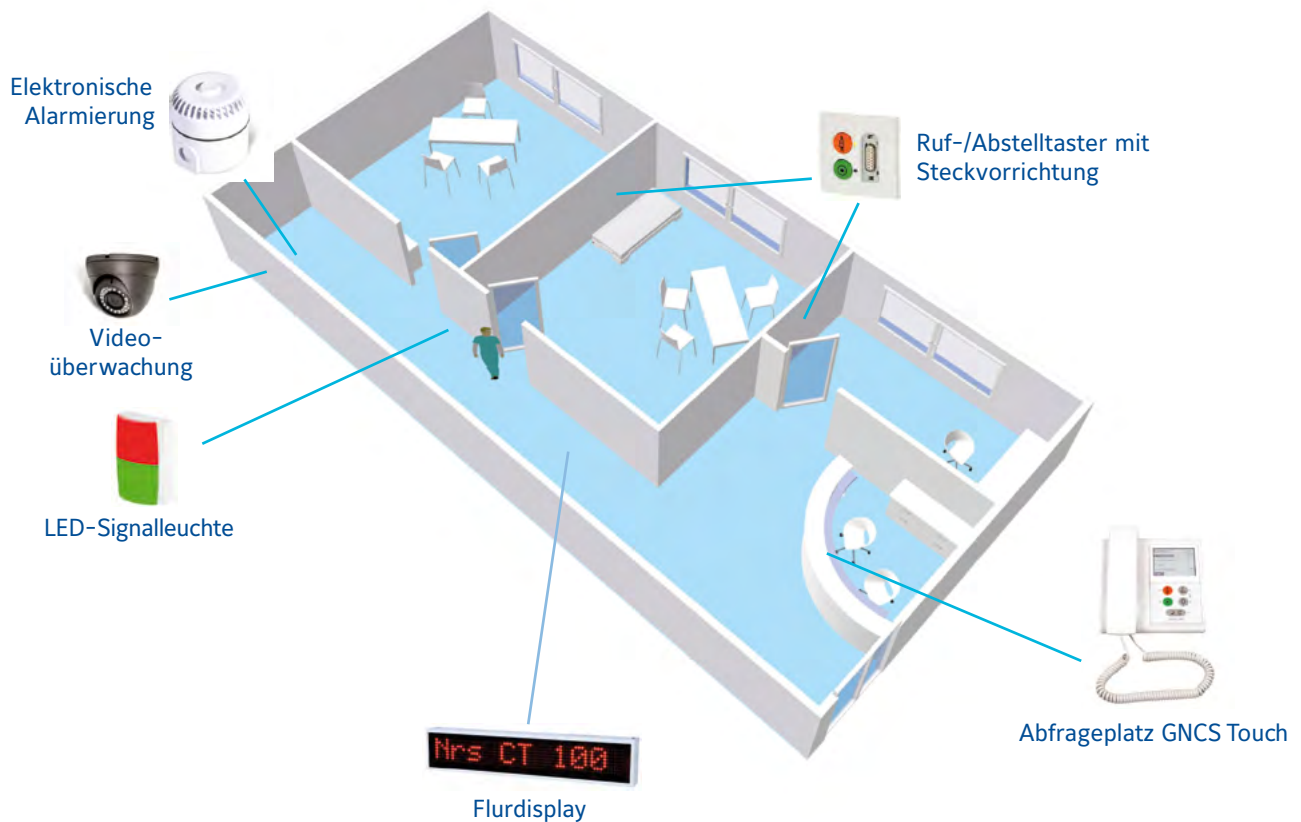 Elektronische
Alarmierung
Ruf-/Abstelltaster mit
Steckvorrichtung
Video-
überwachung
LED-Signalleuchte
Nrs CT 100
Flurdisplay
Abfrageplatz GNCS Touch